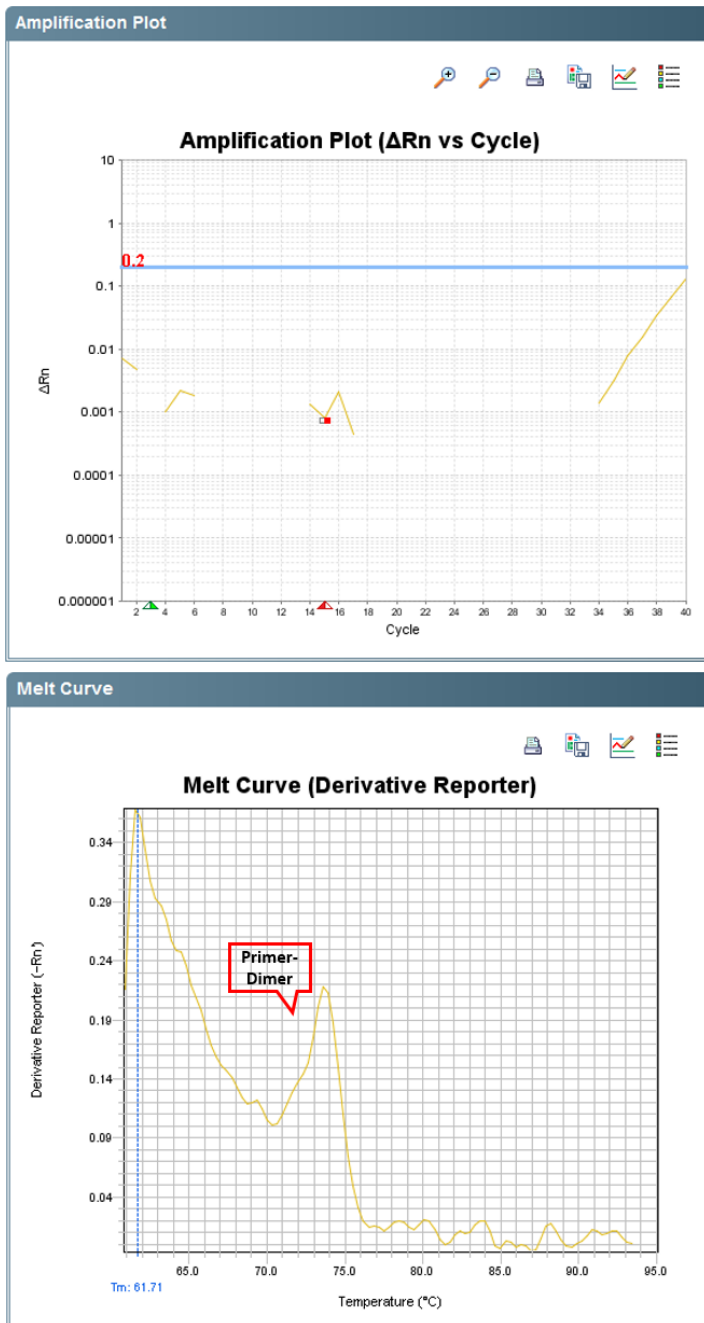 Amplification Plot
Amplification Plot (ΔRn vs Cycle)
10
1
0.2
0.1
0.01
0.001
0.0001
0.00001
0.000001
ΔRn
2 4 6 8 10 12 14 16 18 20 22 24 26 28 30 32 34 36 38 40
Cycle
Melt Curve
Melt Curve (Derivative Reporter)
0.34
0.29
0.24
0.19
0.14
0.09
0.04
Derivative Reporter (-Rn')
Primer-
Dimer
65.0 70.0 75.0 80.0 85.0 90.0 95.0
Tm: 61.71
Temperature (°C)